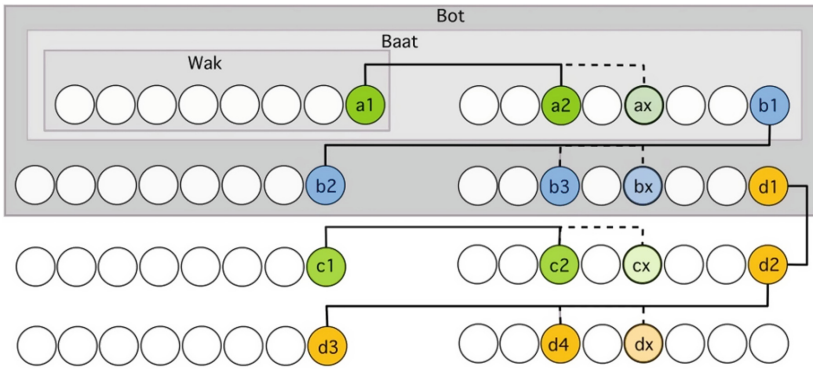 Bot
Baat
Wak
a1 a2 ax b1
b2 b3 bx d1
c1 c2 cx d2
d3 d4 dx